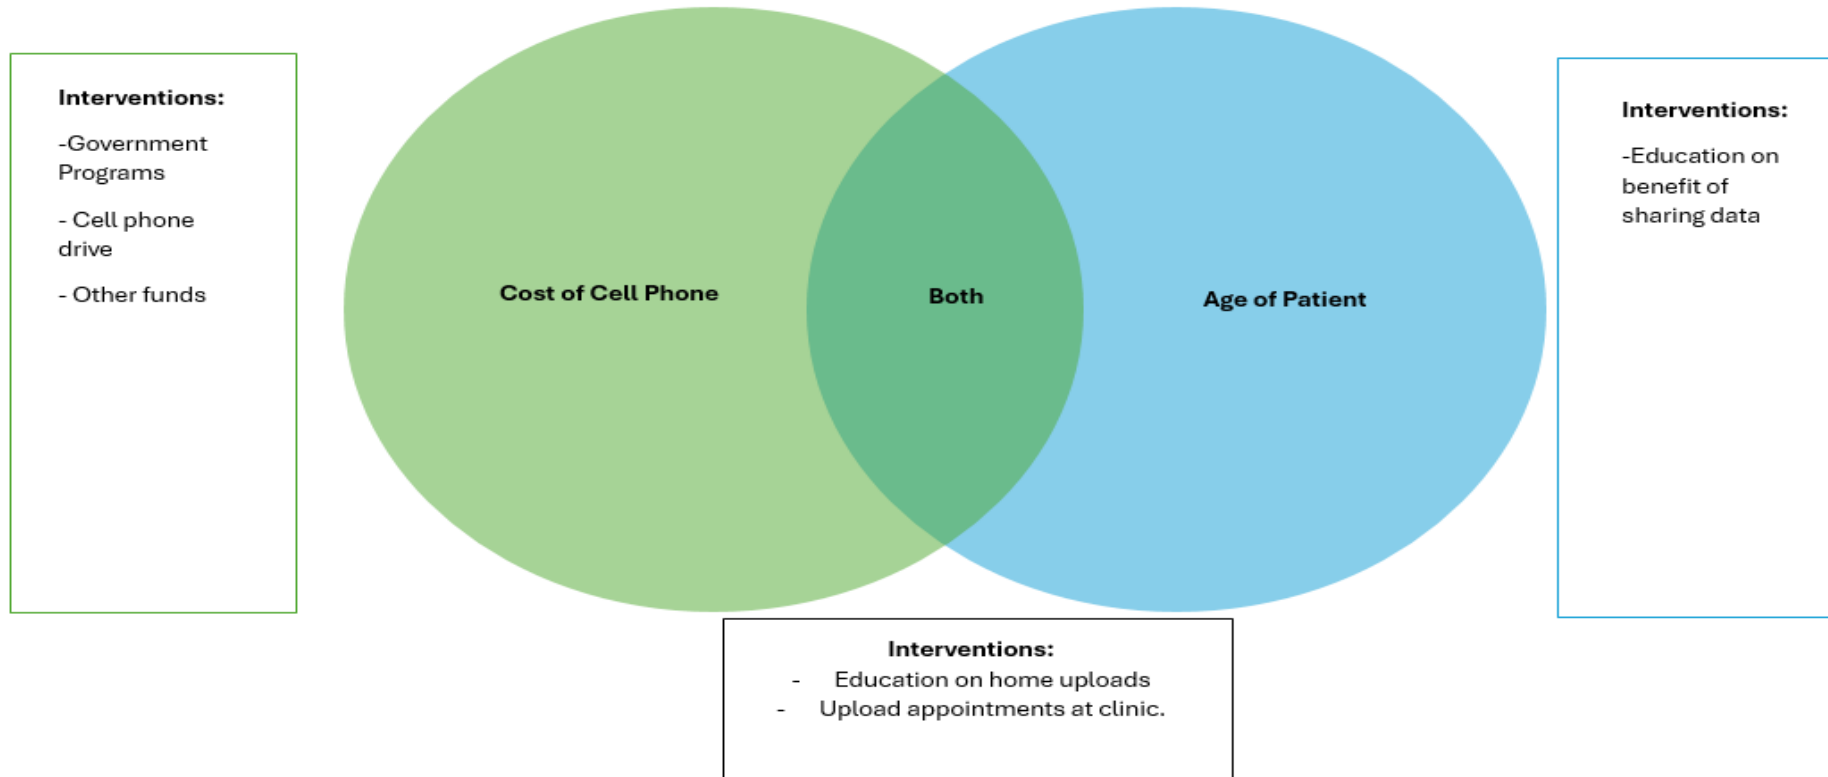 Interventions:
-Government
Programs
- Cell phone
drive
- Other funds
Cost of Cell Phone
Both
Age of Patient
Interventions:
-Education on
benefit of
sharing data
Interventions:
- Education on home uploads
- Upload appointments at clinic.